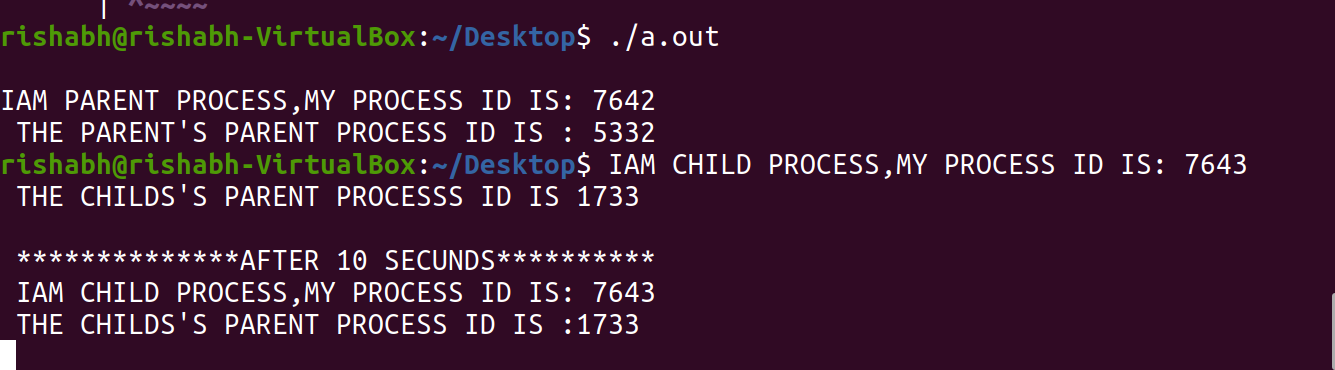 | ^~~~~
rishabh@rishabh-VirtualBox:~/Desktop$ ./a.out
IAM PARENT PROCESS,MY PROCESS ID IS: 7642
THE PARENT'S PARENT PROCESS ID IS : 5332
rishabh@rishabh-VirtualBox:~/Desktop$ IAM CHILD PROCESS,MY PROCESS ID IS: 7643
THE CHILDS'S PARENT PROCESSS ID IS 1733
**************AFTER 10 SECUNDS**********
IAM CHILD PROCESS,MY PROCESS ID IS: 7643
THE CHILDS'S PARENT PROCESS ID IS :1733